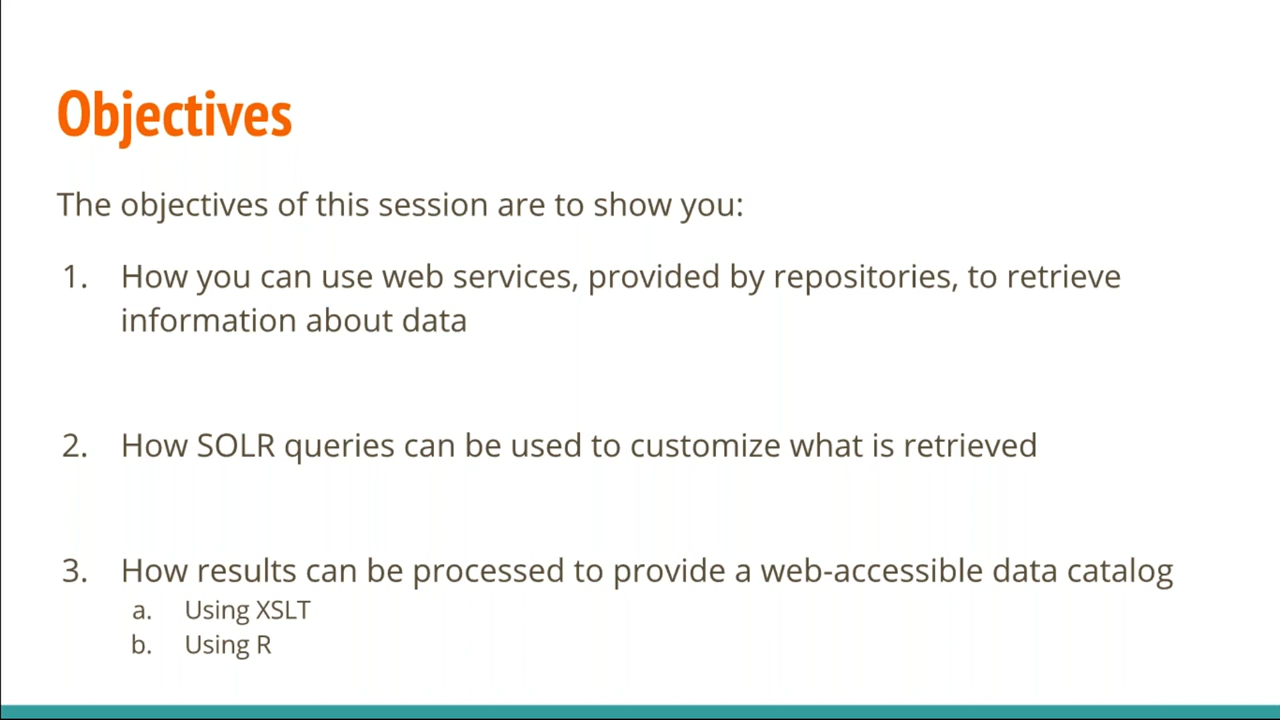 Objectives
The objectives of this session are to show you:
1. How you can use web services, provided by repositories, to retrieve
information about data
2. How SOLR queries can be used to customize what is retrieved
3. How results can be processed to provide a web-accessible data catalog
a. Using XSLT
b. Using R